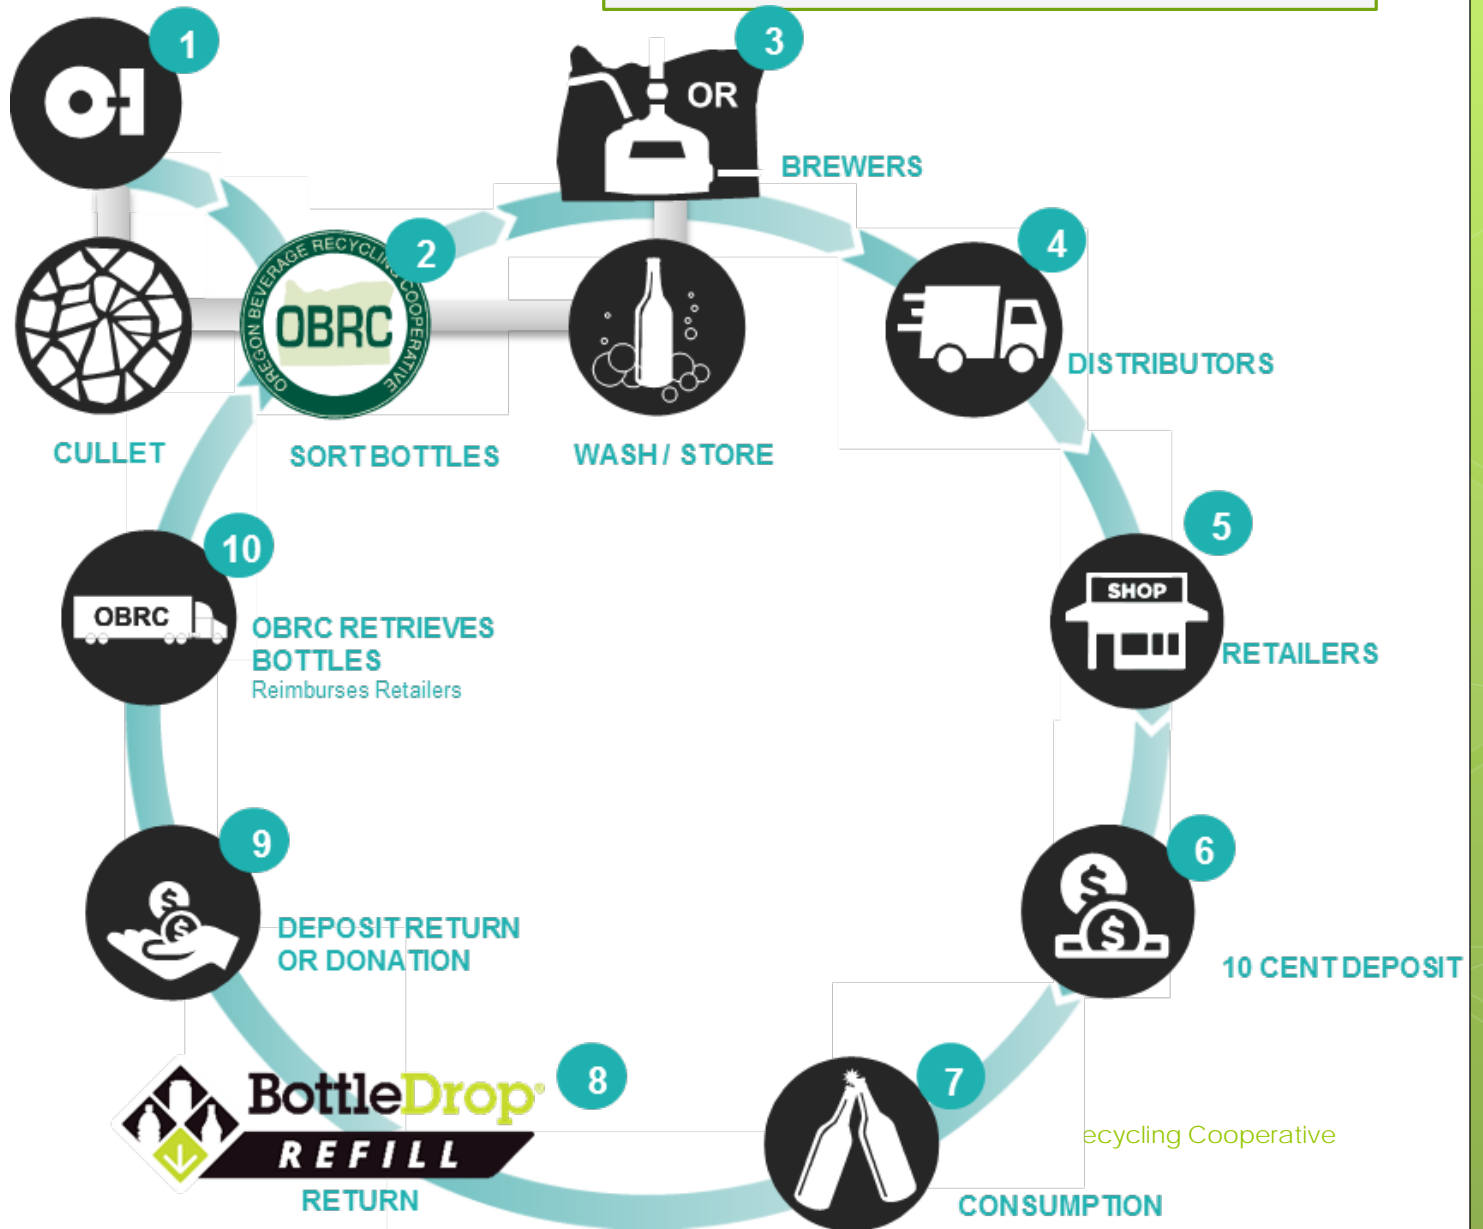 1
O-I
CULLET
2
OREGON BEVERAGE RECYCLING COOPERATIVE
OBRC
SORT BOTTLES
3
OR
BREWERS
WASH / STORE
4
DISTRIBUTORS
5
SHOP
RETAILERS
6
10 CENT DEPOSIT
7
CONSUMPTION
ecycling Cooperative
8
BottleDrop®
REFILL
RETURN
9
DEPOSIT RETURN
OR DONATION
10
OBRC
OBRC RETRIEVES
BOTTLES
Reimburses Retailers